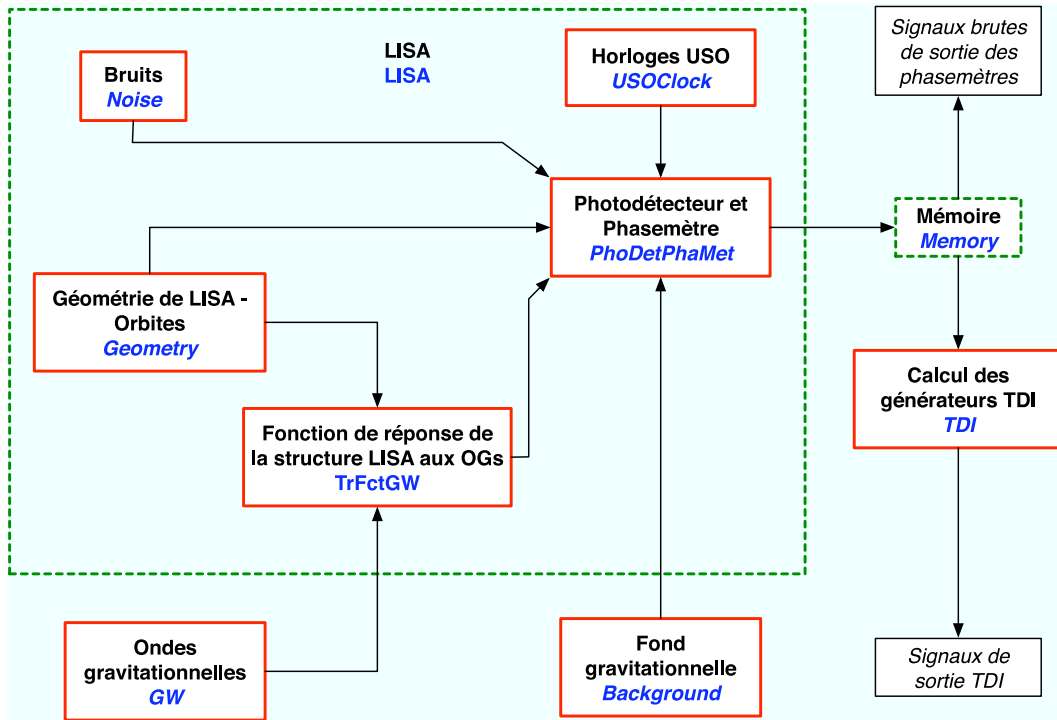 LISA
LISA
Bruits
Noise
Horloges USO
USOClock
Signaux brutes
de sortie des
phasemètres
Photodétecteur et
Phasemètre
PhoDetPhaMet
Mémoire
Memory
Géométrie de LISA -
Orbites
Geometry
Calcul des
générateurs TDI
TDI
Fonction de réponse de
la structure LISA aux OGs
TrFctGW
Ondes
gravitationnelles
GW
Fond
gravitationnelle
Background
Signaux de
sortie TDI